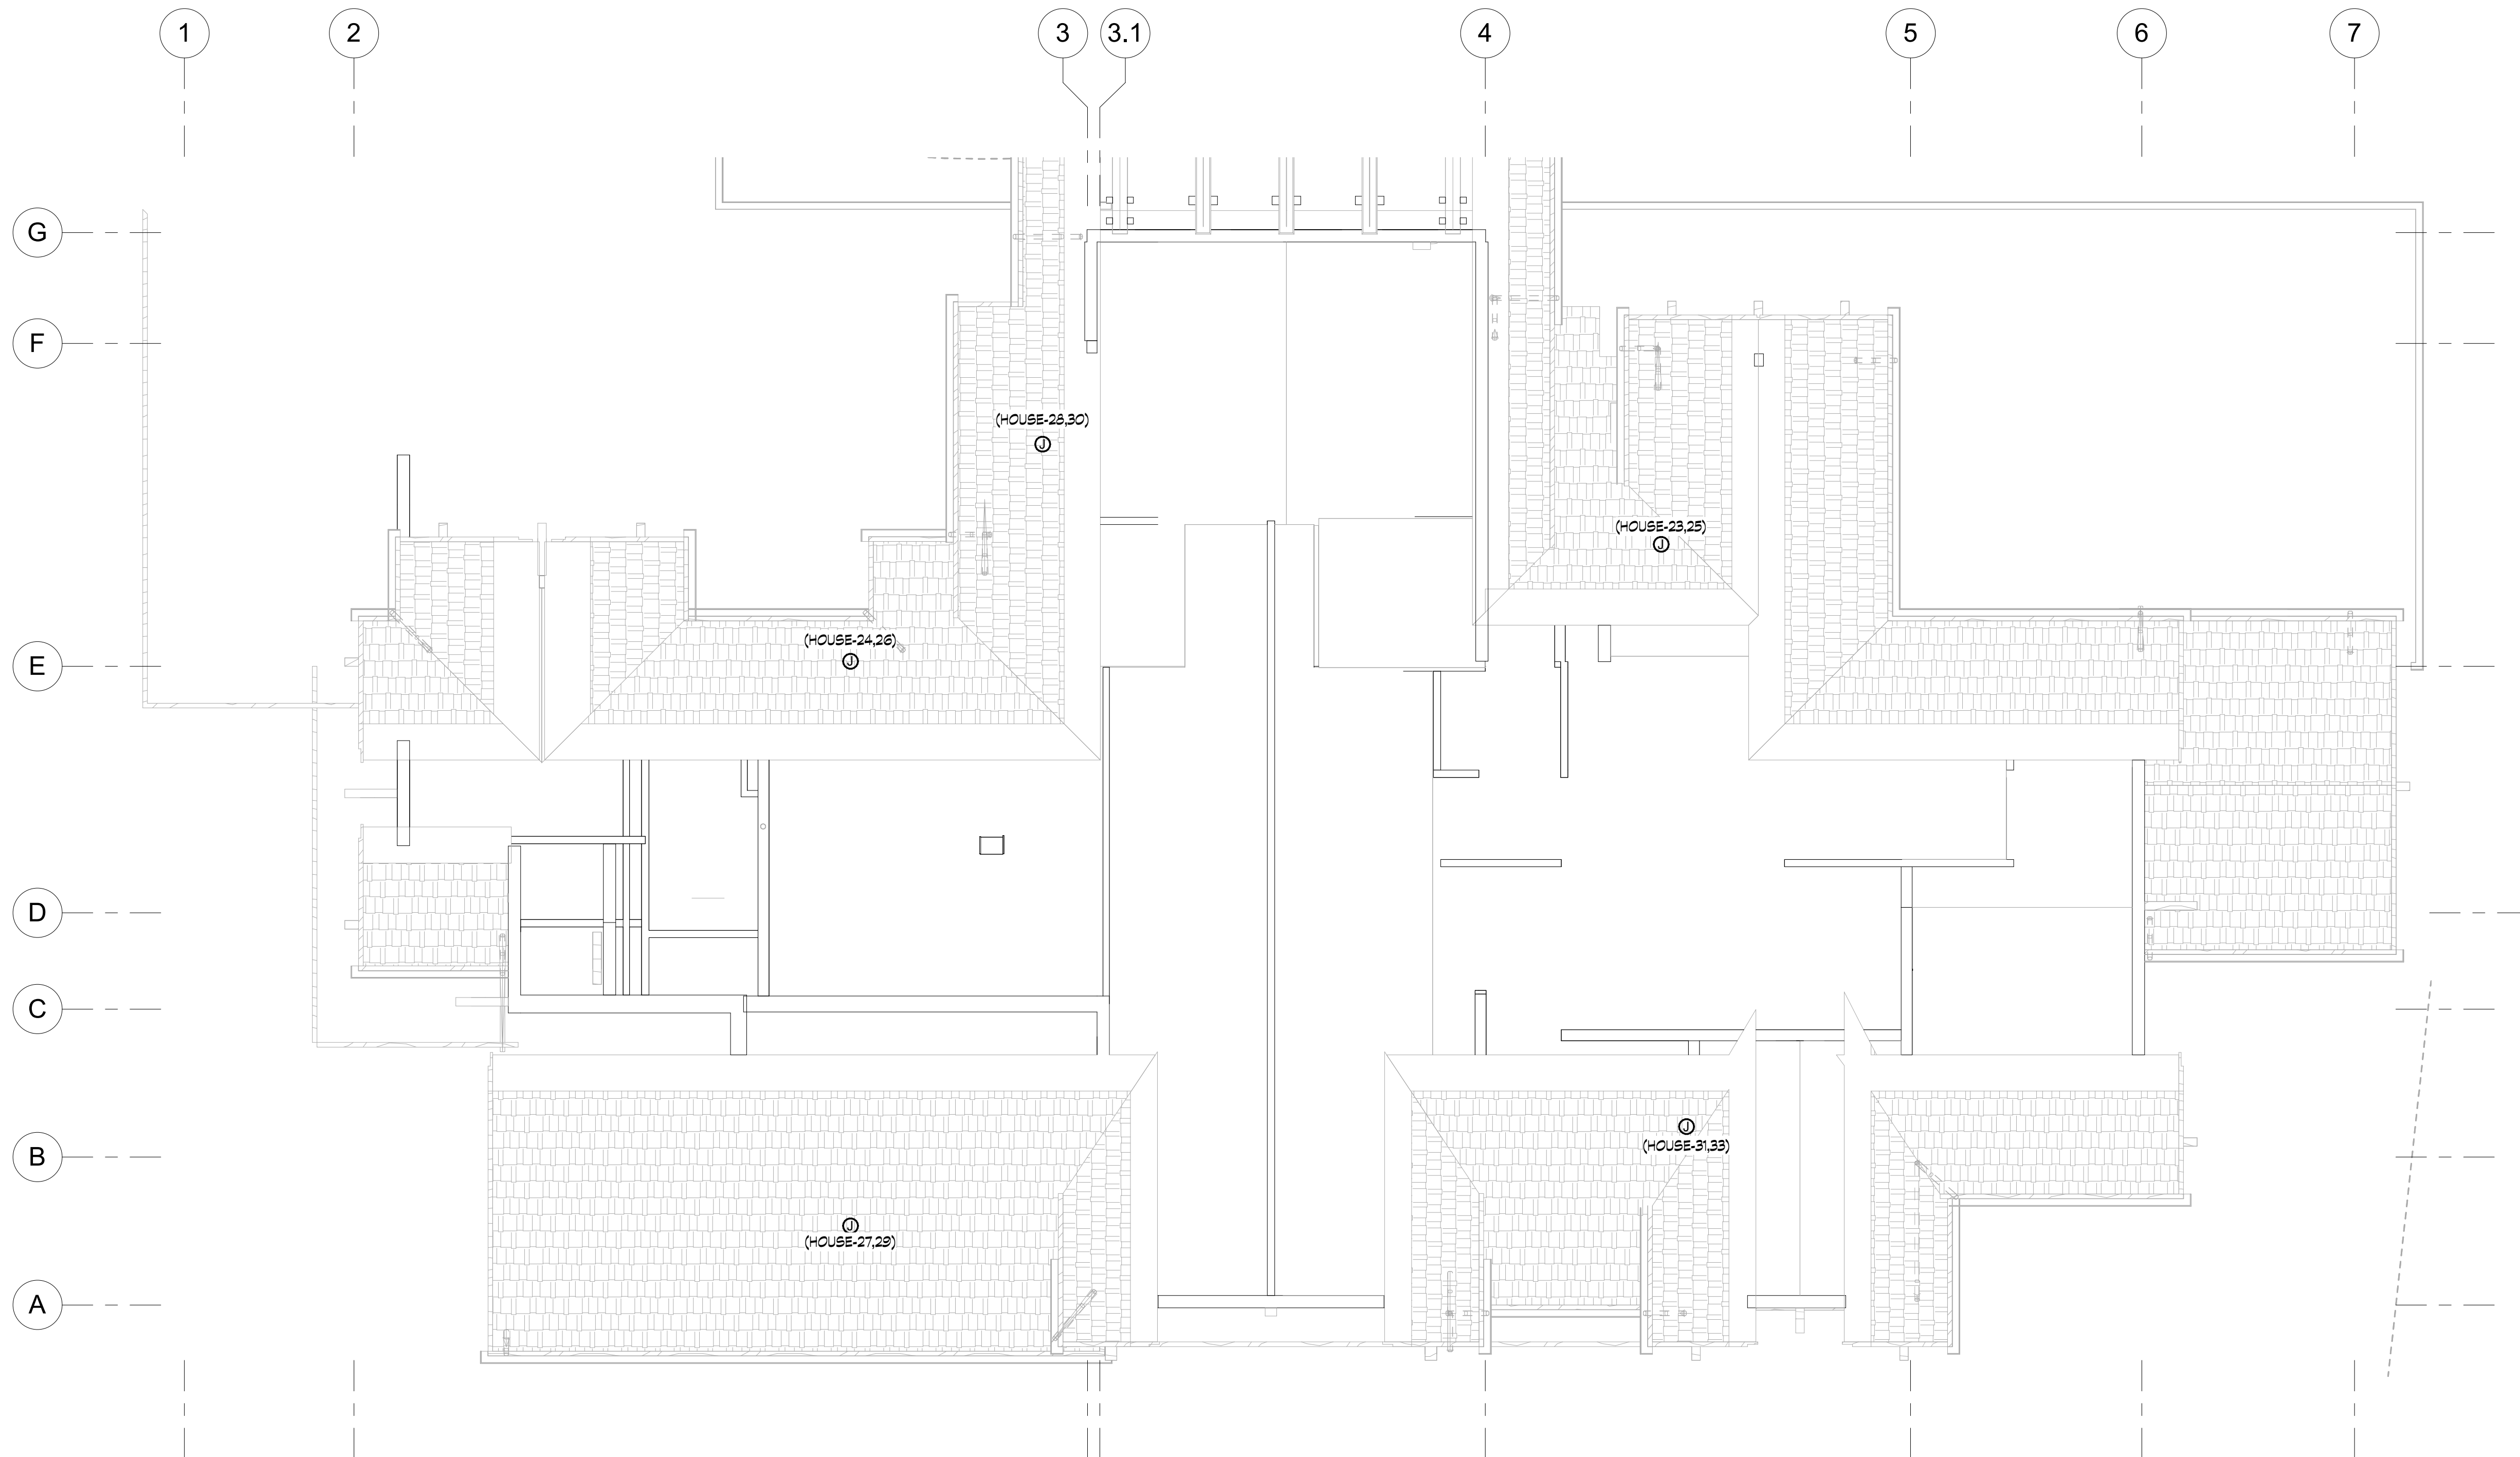 1 2 3 3.1 4 5 6 7
G
F
(HOUSE-28,30)
J
(HOUSE-23,25)
J
(HOUSE-24,26)
J
E
D
C
J
(HOUSE-31,33)
B
J
(HOUSE-27,29)
A